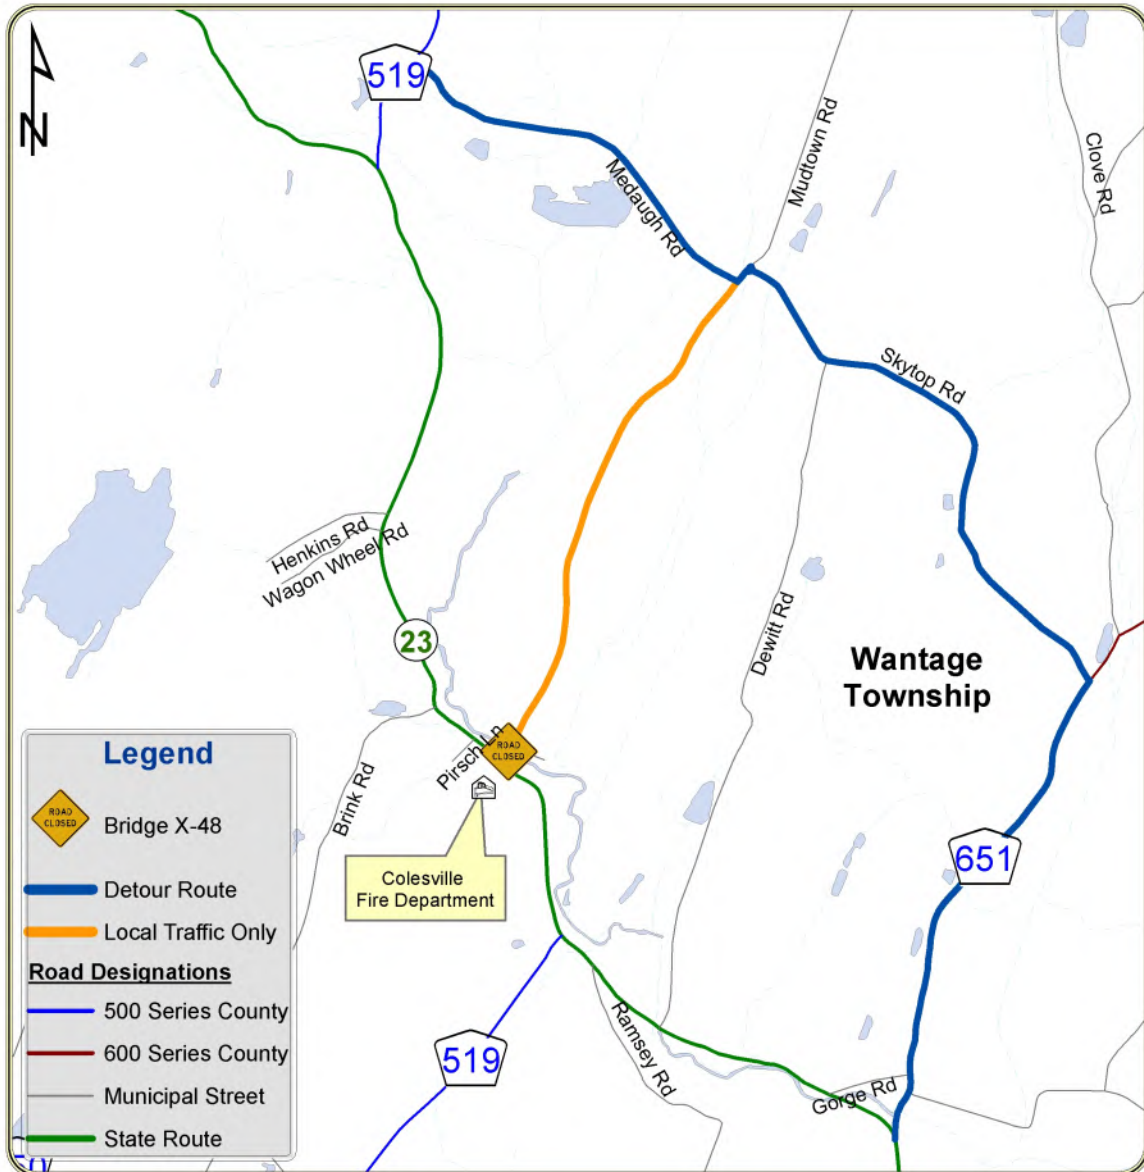 N
519
Medaugh Rd
Mudtown Rd
Clove Rd
Skytop Rd
Henkins Rd
Wagon Wheel Rd
23
Dewitt Rd
Wantage
Township
Pirsch Ln
ROAD
CLOSED
Brink Rd
Colesville
Fire Department
651
519
Ramsey Rd
Gorge Rd
Legend
ROAD
CLOSED
Bridge X-48
Detour Route
Local Traffic Only
Road Designations
500 Series County
600 Series County
Municipal Street
State Route